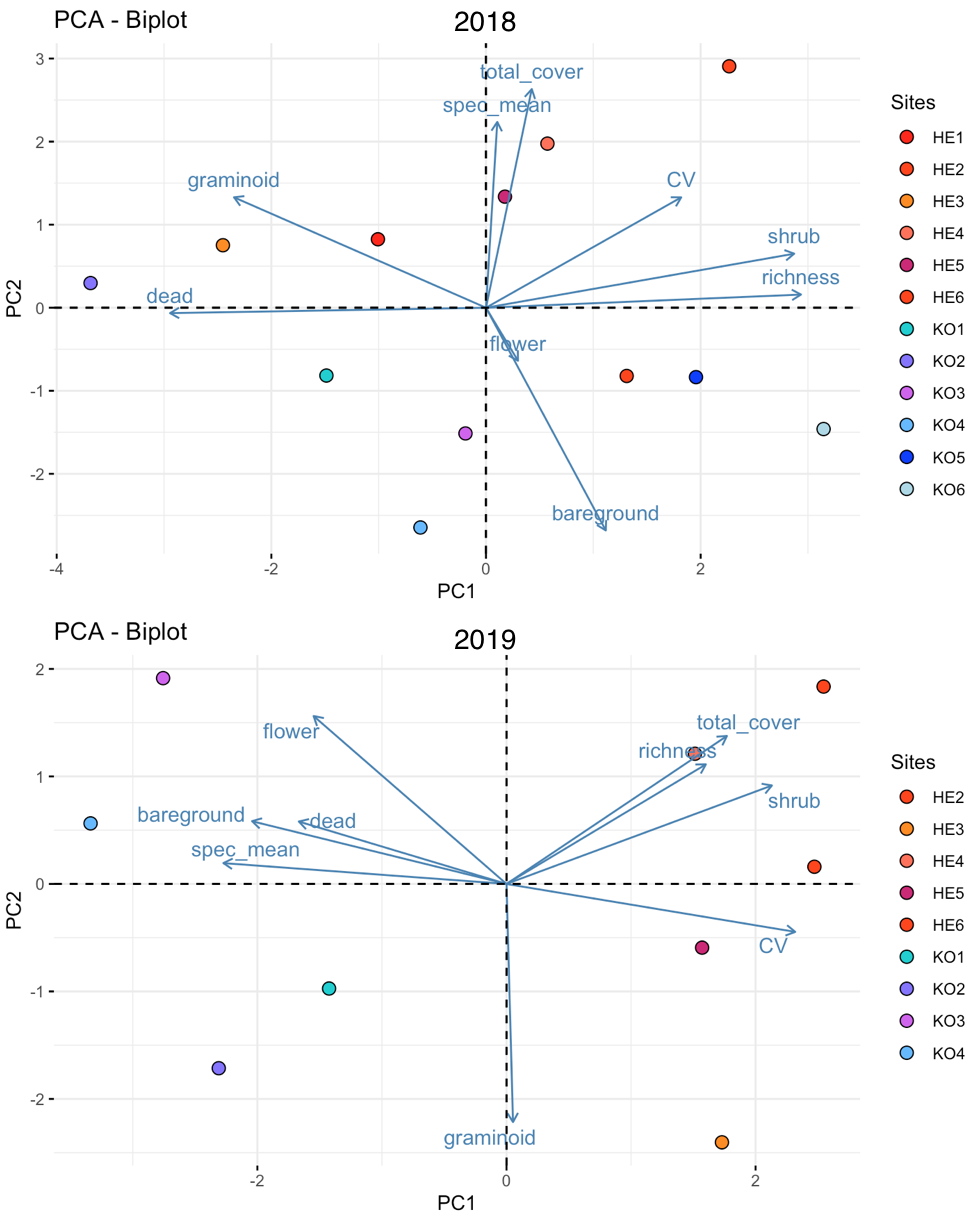 PCA - Biplot
2018
3
2
1
0
-1
-2
PC2
total_cover
spec_mean
graminoid
CV
shrub
richness
dead
flower
bareground
-4
-2
0
2
PC1
Sites
HE1
HE2
HE3
HE4
HE5
HE6
KO1
KO2
KO3
KO4
KO5
KO6
PCA - Biplot
2019
2
1
0
-1
-2
PC2
flower
total_cover
richness
shrub
bareground
dead
spec_mean
CV
graminoid
-2
0
2
PC1
Sites
HE2
HE3
HE4
HE5
HE6
KO1
KO2
KO3
KO4